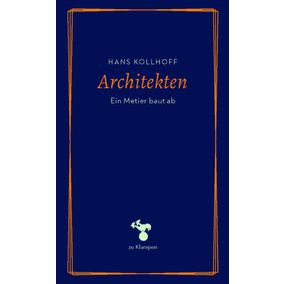 HANS KOLLHOFF
Architekten
Ein Metier baut ab
zu Klampen